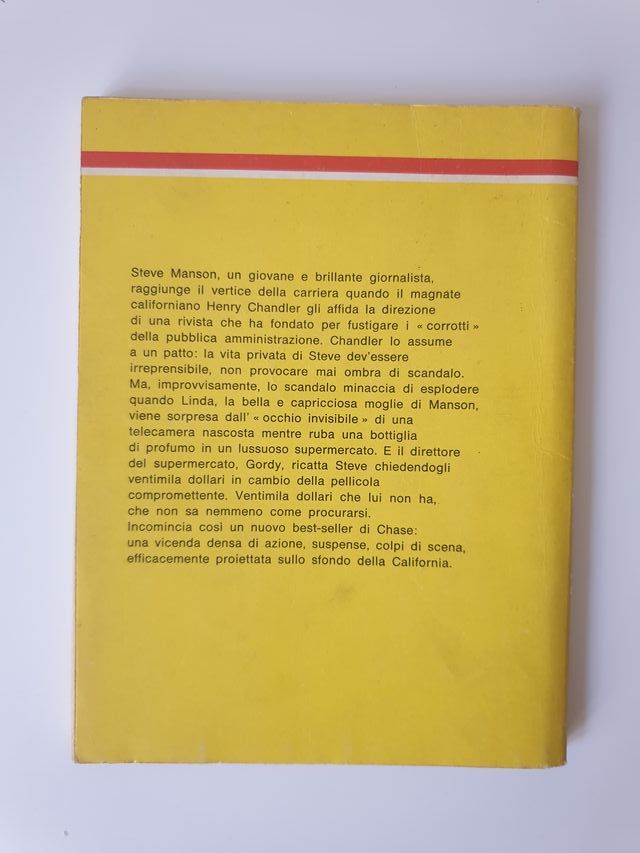 Steve Manson, un giovane e brillante giornalista,
raggiunge il vertice della carriera quando il magnate
californiano Henry Chandler gli affida la direzione
di una rivista che ha fondato per fustigare i « corrotti »
della pubblica amministrazione. Chandler lo assume
a un patto: la vita privata di Steve dev'essere
irreprensibile, non provocare mai ombra di scandalo.
Ma, improvvisamente, lo scandalo minaccia di esplodere
quando Linda, la bella e capricciosa moglie di Manson,
viene sorpresa dall' « occhio invisibile » di una
telecamera nascosta mentre ruba una bottiglia
di profumo in un lussuoso supermercato. E il direttore
del supermercato, Gordy, ricatta Steve chiedendogli
ventimila dollari in cambio della pellicola
compromettente. Ventimila dollari che lui non ha,
che non sa nemmeno come procurarsi.
Incomincia così un nuovo best-seller di Chase:
una vicenda densa di azione, suspense, colpi di scena,
efficacemente proiettata sullo sfondo della California.